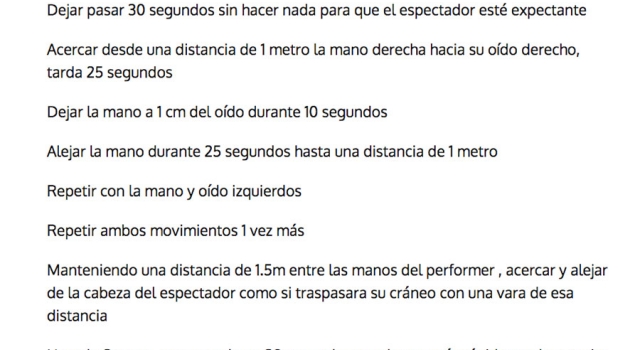 Dejar pasar 30 segundos sin hacer nada para que el espectador esté expectante
Acercar desde una distancia de 1 metro la mano derecha hacia su oído derecho,
tarda 25 segundos
Dejar la mano a 1 cm del oído durante 10 segundos
Alejar la mano durante 25 segundos hasta una distancia de 1 metro
Repetir con la mano y oído izquierdos
Repetir ambos movimientos 1 vez más
Manteniendo una distancia de 1.5m entre las manos del performer , acercar y alejar
de la cabeza del espectador como si traspasara su cráneo con una vara de esa
distancia